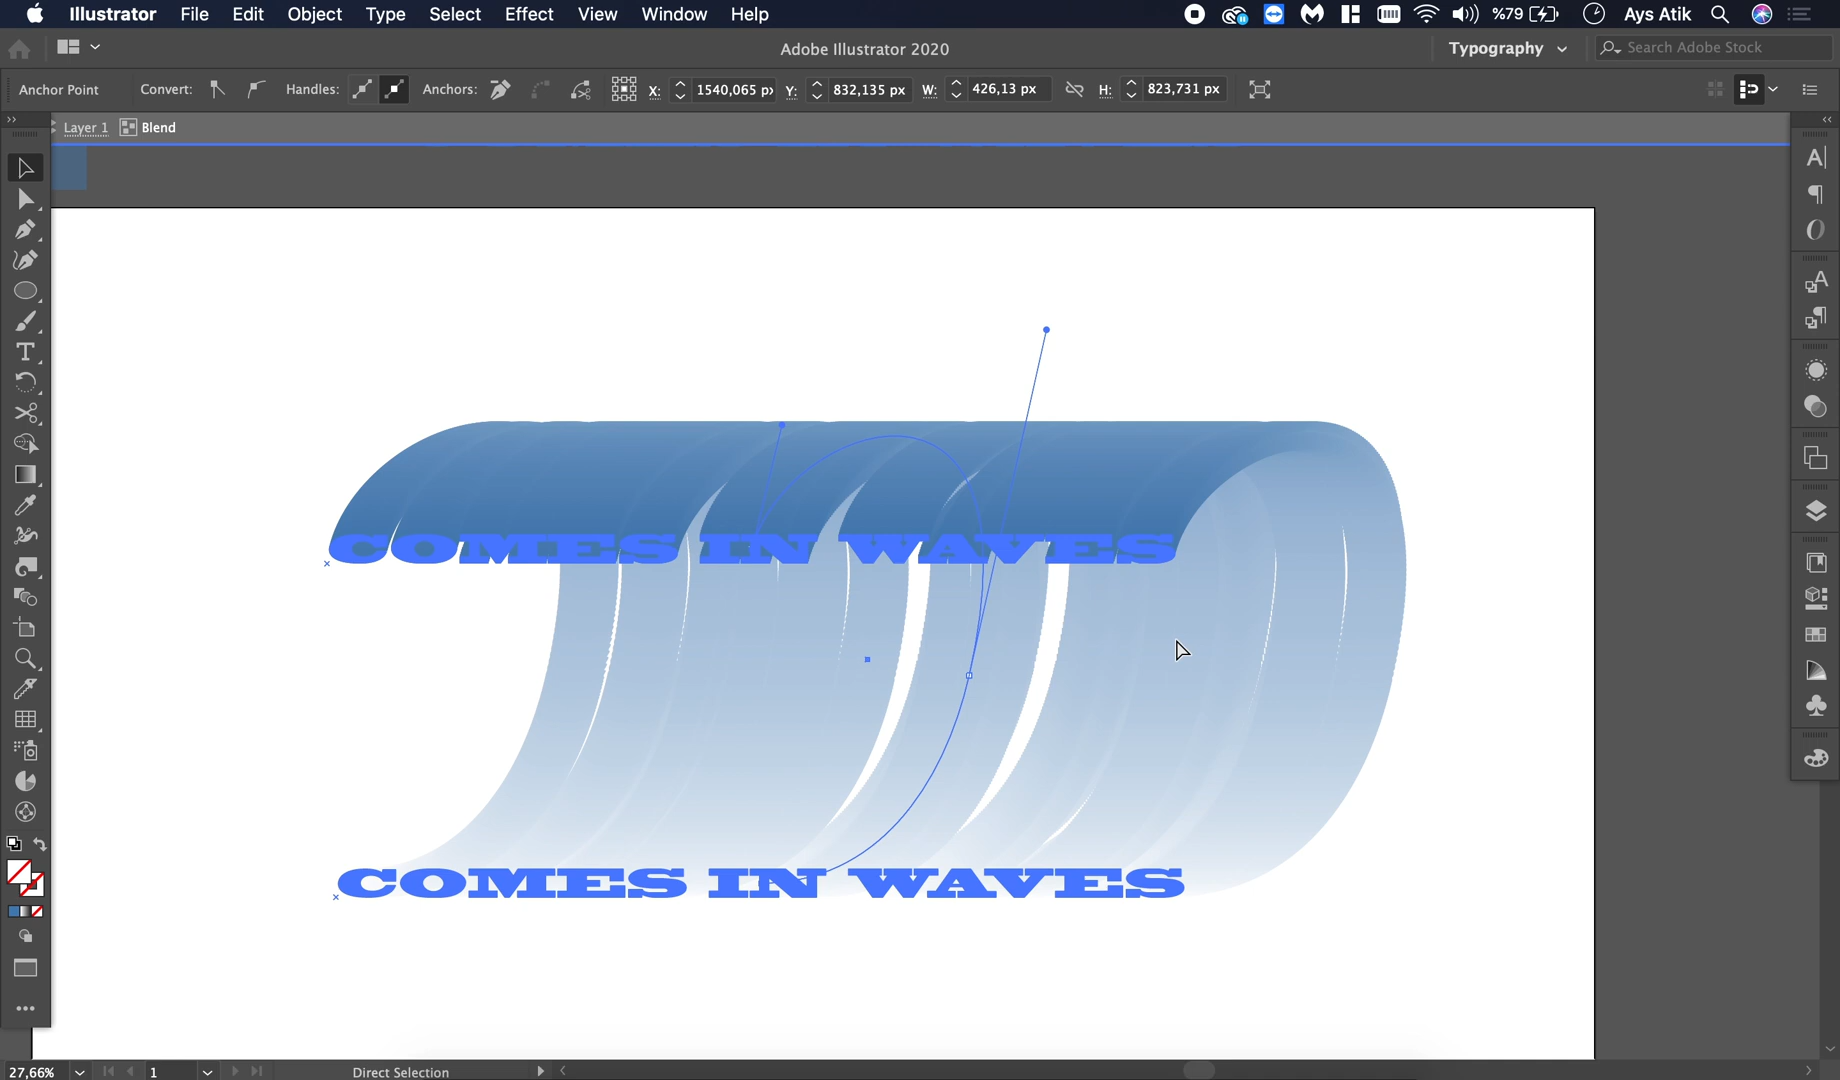 Illustrator File Edit Object Type Select Effect View Window Help %79 Ays Atik
Adobe Illustrator 2020 Typography Search Adobe Stock
Anchor Point Convert: Handles: Anchors: X: 1540,065 px Y: 832,135 px W: 426,13 px H: 823,731 px
Layer 1 Blend
COMES IN WAVES
COMES IN WAVES
27,66% 1 Direct Selection